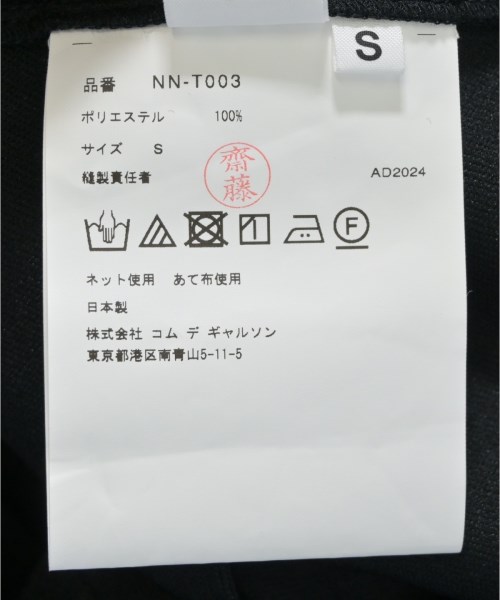 S
品番 NN-T003
ポリエステル 100%
サイズ S
齋藤
縫製責任者
AD2024
F
ネット使用 あて布使用
日本製
株式会社 コム デ ギャルソン
東京都港区南青山5-11-5